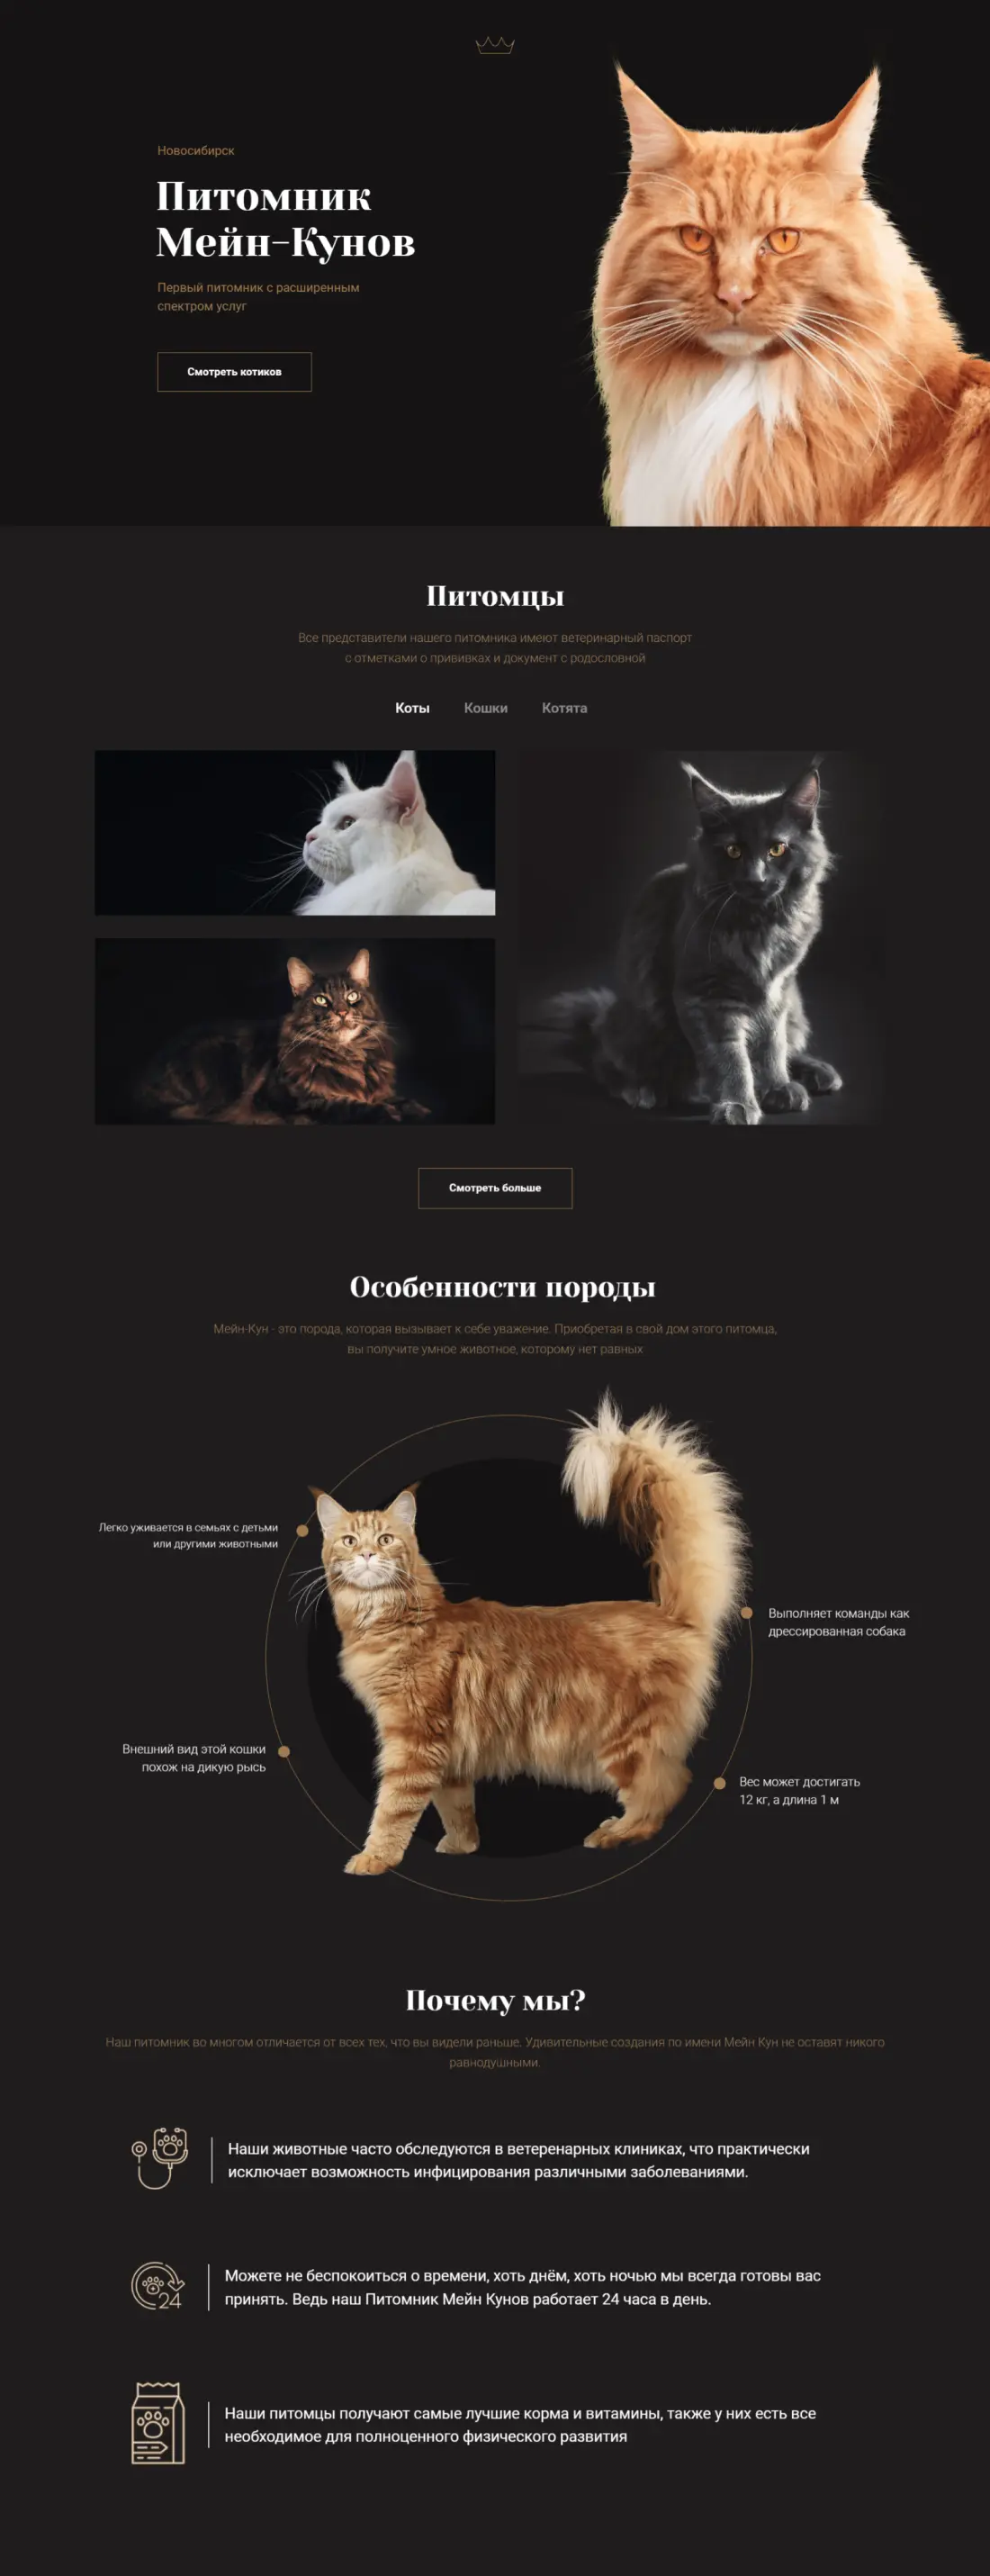 Новосибирск
Питомник
Мейн-Кунов
Первый питомник с расширенным
спектром услуг
Смотреть котиков
Питомцы
Все представители нашего питомника имеют ветеринарный паспорт
с отметками о прививках и документ с родословной
Коты Кошки Котята
Смотреть больше
Особенности породы
Мейн-Кун - это порода, которая вызывает к себе уважение. Приобретая в свой дом этого питомца,
вы получите умное животное, которому нет равных
Легко уживается в семьях с детьми
или другими животными
Выполняет команды как
дрессированная собака
Внешний вид этой кошки
похож на дикую рысь
Вес может достигать
12 кг, а длина 1 м
Почему мы?
Наш питомник во многом отличается от всех тех, что вы видели раньше. Удивительные создания по имени Мейн Кун не оставят никого
равнодушными.
Наши животные часто обследуются в ветеренарных клиниках, что практически
исключает возможность инфицирования различными заболеваниями.
24
Можете не беспокоиться о времени, хоть днём, хоть ночью мы всегда готовы вас
принять. Ведь наш Питомник Мейн Кунов работает 24 часа в день.
Наши питомцы получают самые лучшие корма и витамины, также у них есть все
необходимое для полноценного физического развития